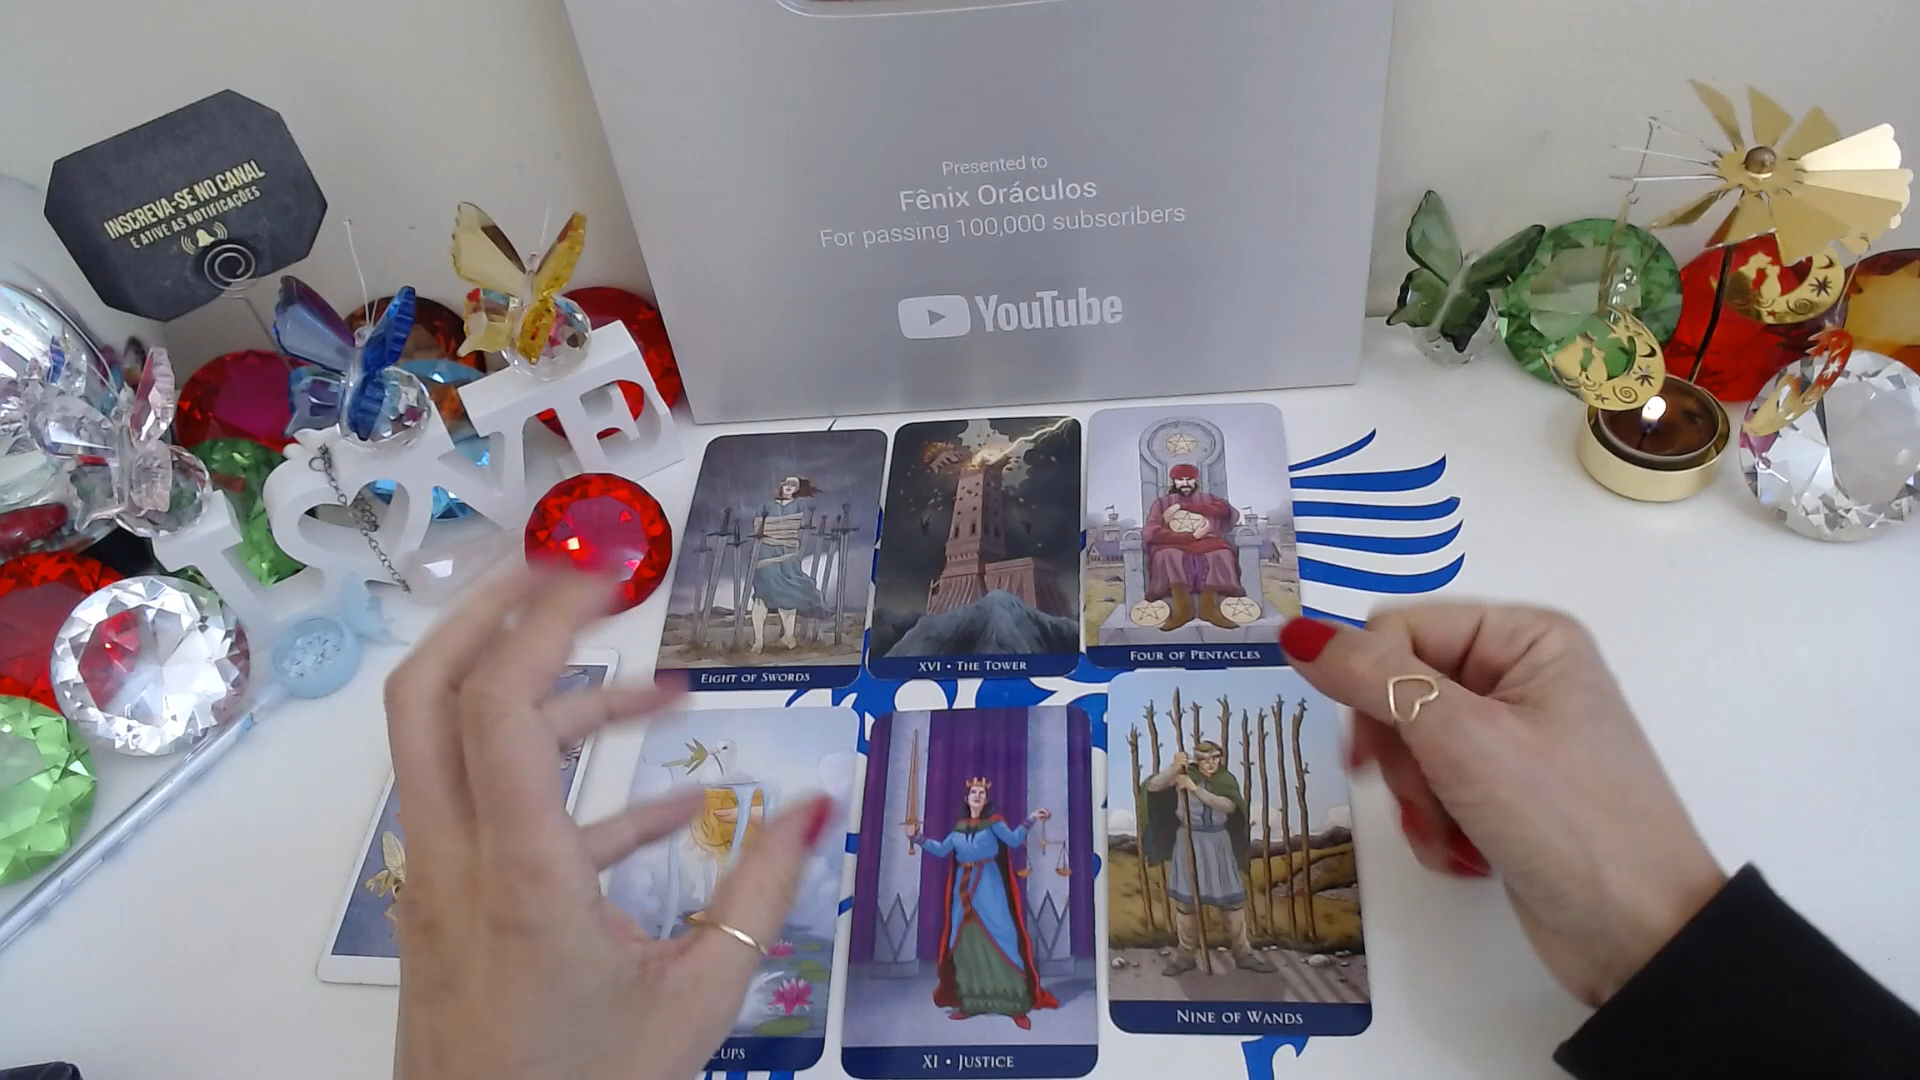 INSCREVA-SE NO CANAL
E ATIVE AS NOTIFICAÇÕES
Presented to
Fênix Oráculos
For passing 100,000 subscribers
YouTube
LOVE
EIGHT OF SWORDS
XVI • THE TOWER
FOUR OF PENTACLES
CUPS
XI • JUSTICE
NINE OF WANDS